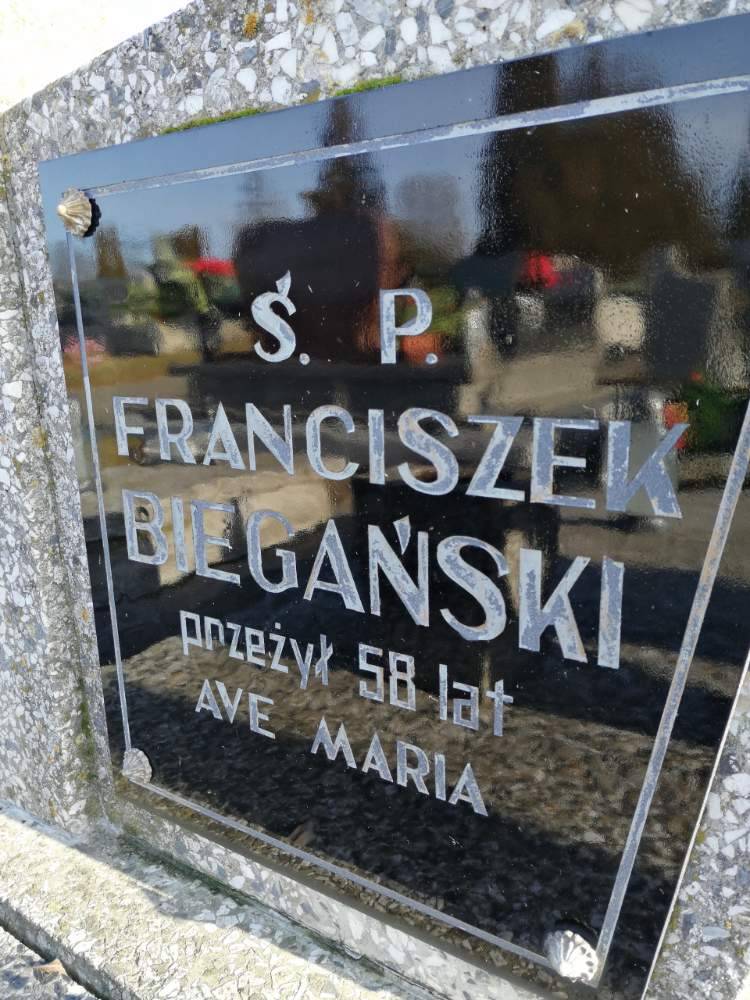 Ś. P.
FRANCISZEK
BIEGAŃSKI
przeżył 58 lat
AVE MARIA